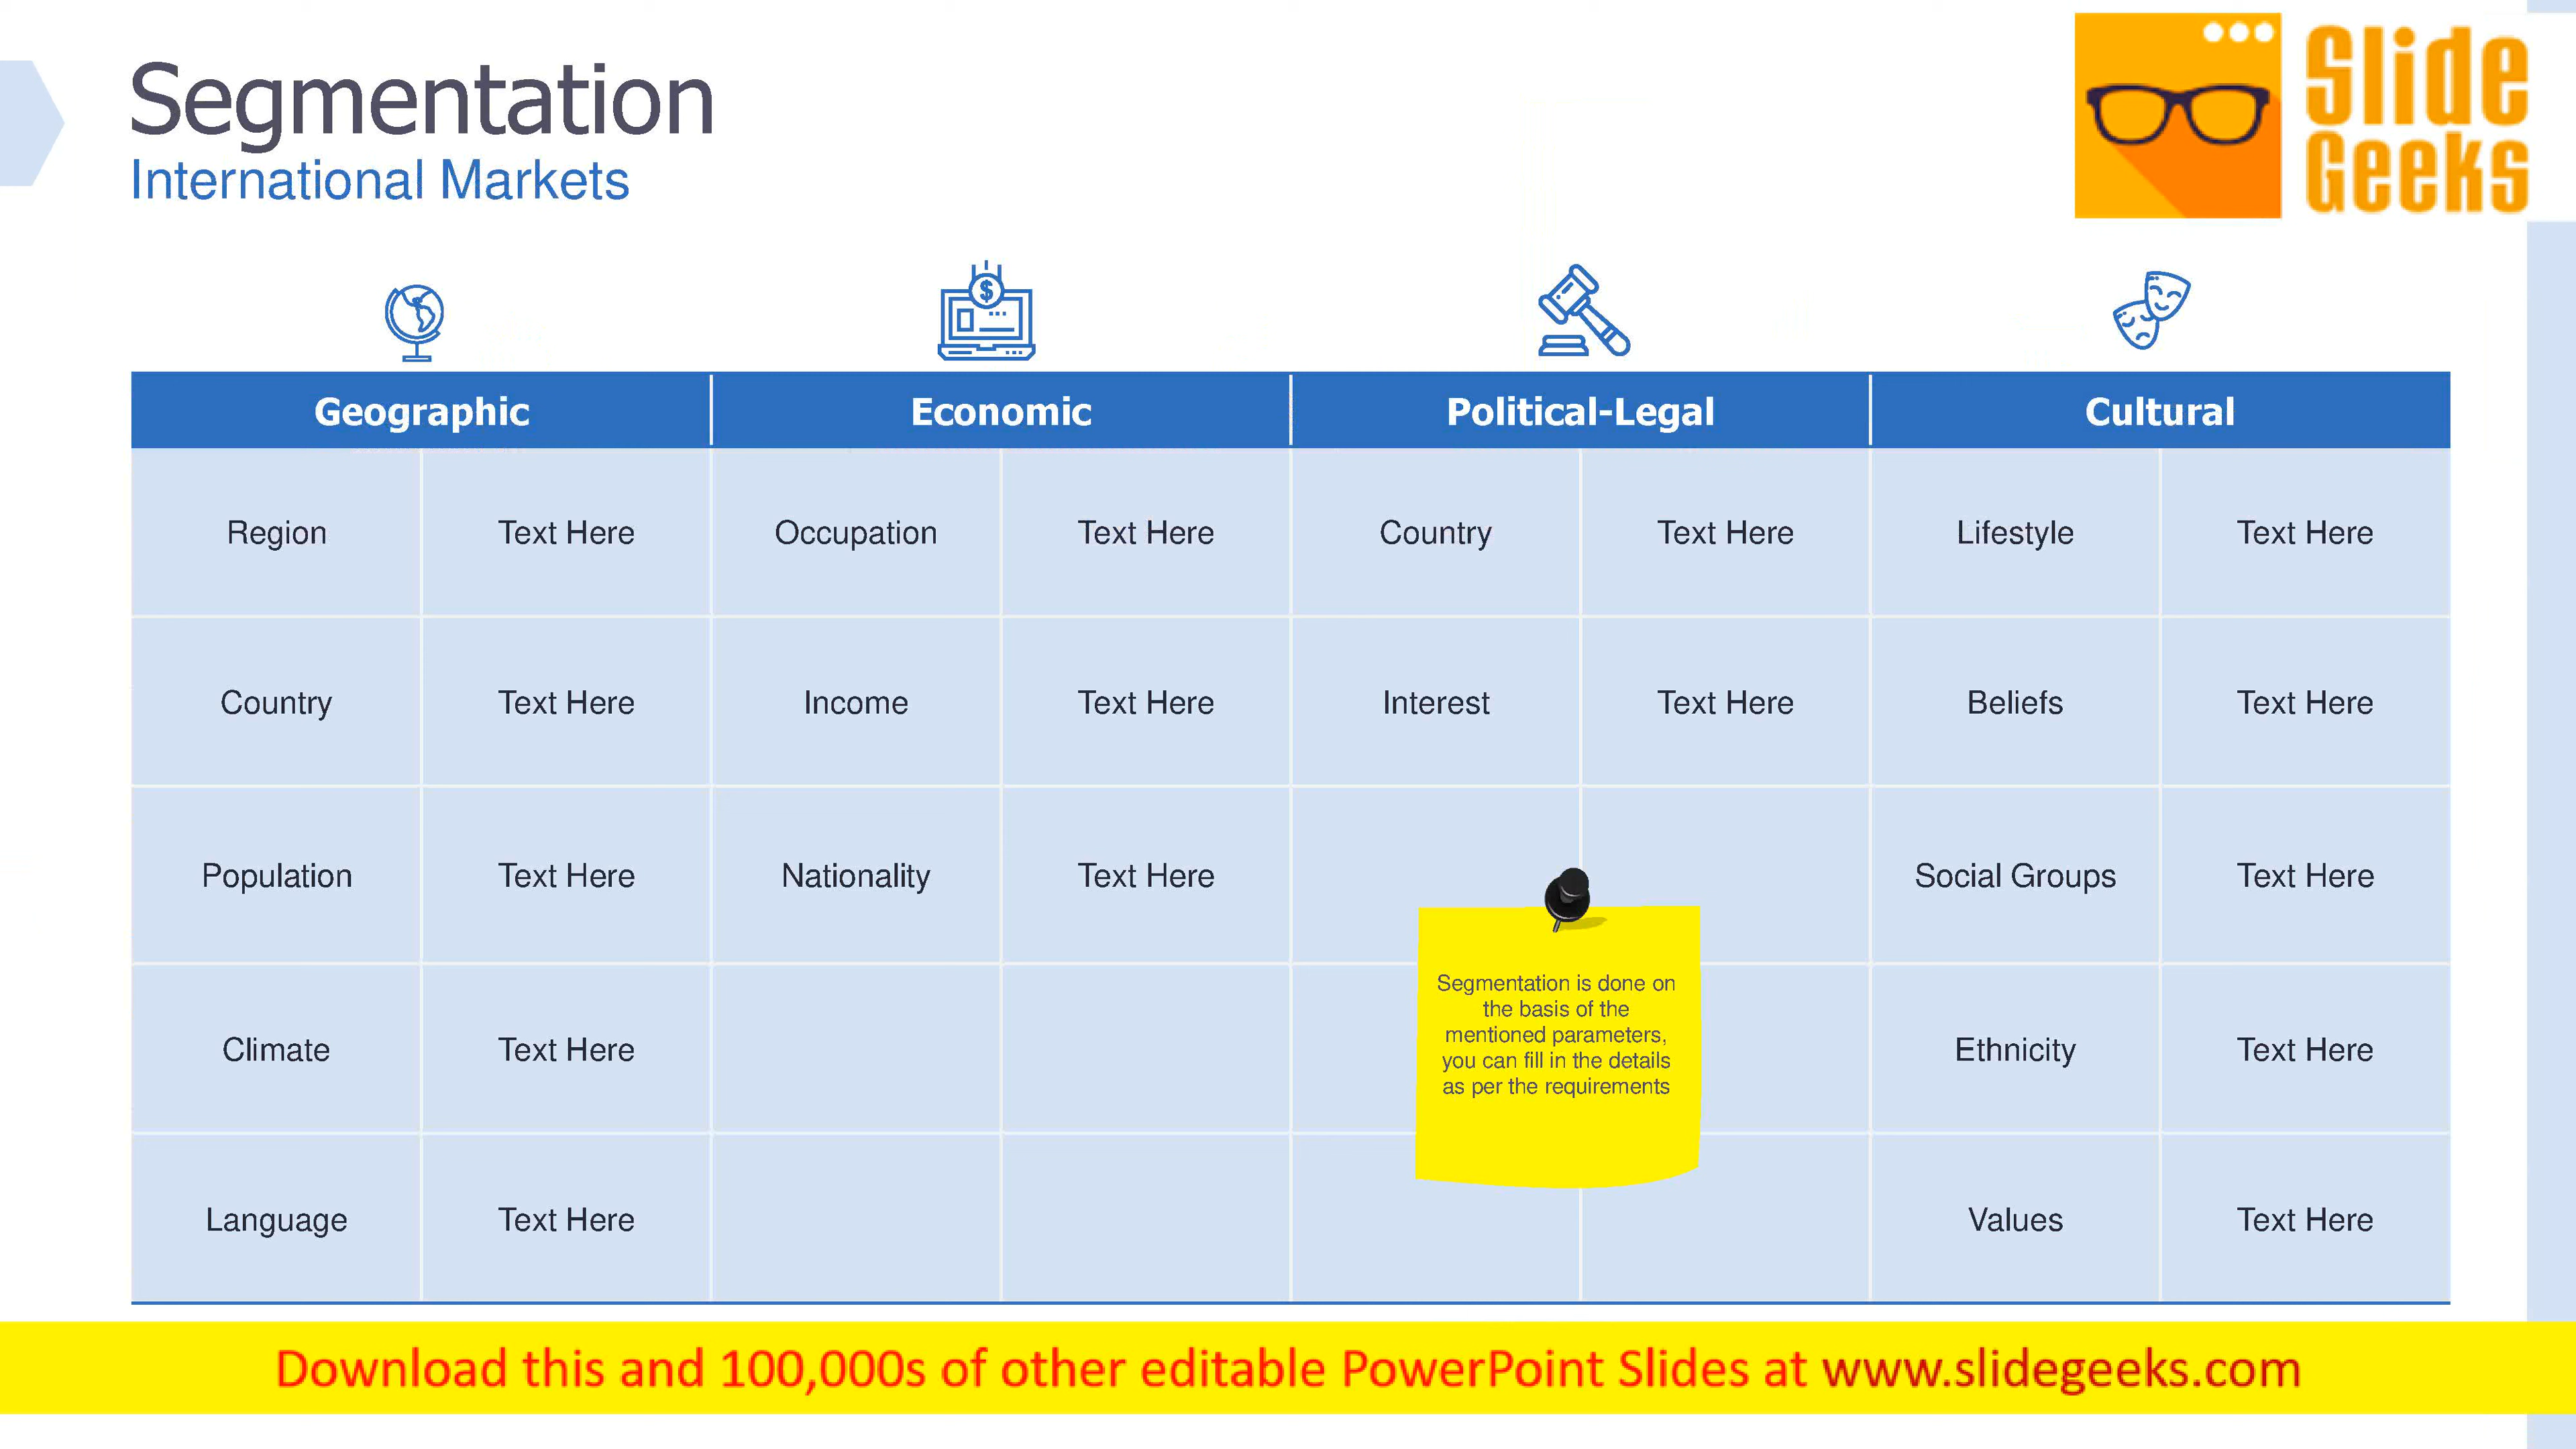 Segmentation
International Markets
Slide
Geeks
$
Geographic Economic Political-Legal Cultural
Region Text Here Occupation Text Here Country Text Here Lifestyle Text Here
Country Text Here Income Text Here Interest Text Here Beliefs Text Here
Population Text Here Nationality Text Here Social Groups Text Here
Segmentation is done on
the basis of the
mentioned parameters,
you can fill in the details
as per the requirements
Climate Text Here Ethnicity Text Here
Language Text Here Values Text Here
Download this and 100,000s of other editable PowerPoint Slides at www.slidegeeks.com